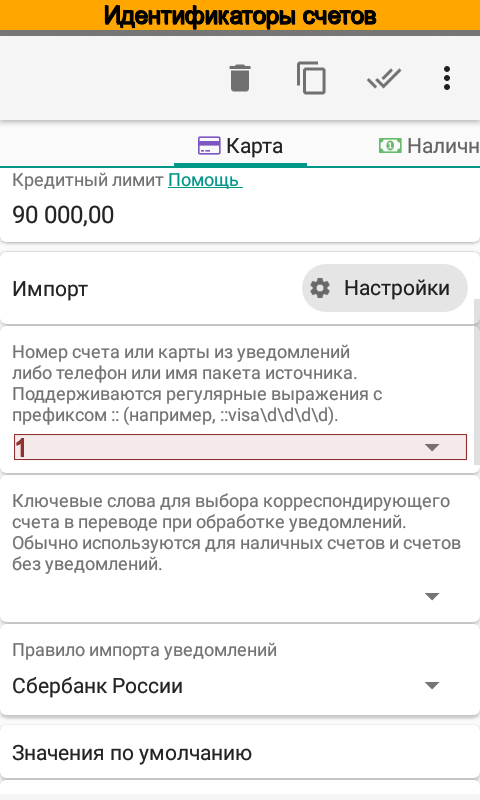 Идентификаторы счетов
Карта
Наличн
Кредитный лимит Помощь
90 000,00
Импорт
Настройки
Номер счета или карты из уведомлений
либо телефон или имя пакета источника.
Поддерживаются регулярные выражения с
префиксом :: (например, ::visa\d\d\d\d).
1
Ключевые слова для выбора корреспондирующего
счета в переводе при обработке уведомлений.
Обычно используются для наличных счетов и счетов
без уведомлений.
Правило импорта уведомлений
Сбербанк России
Значения по умолчанию